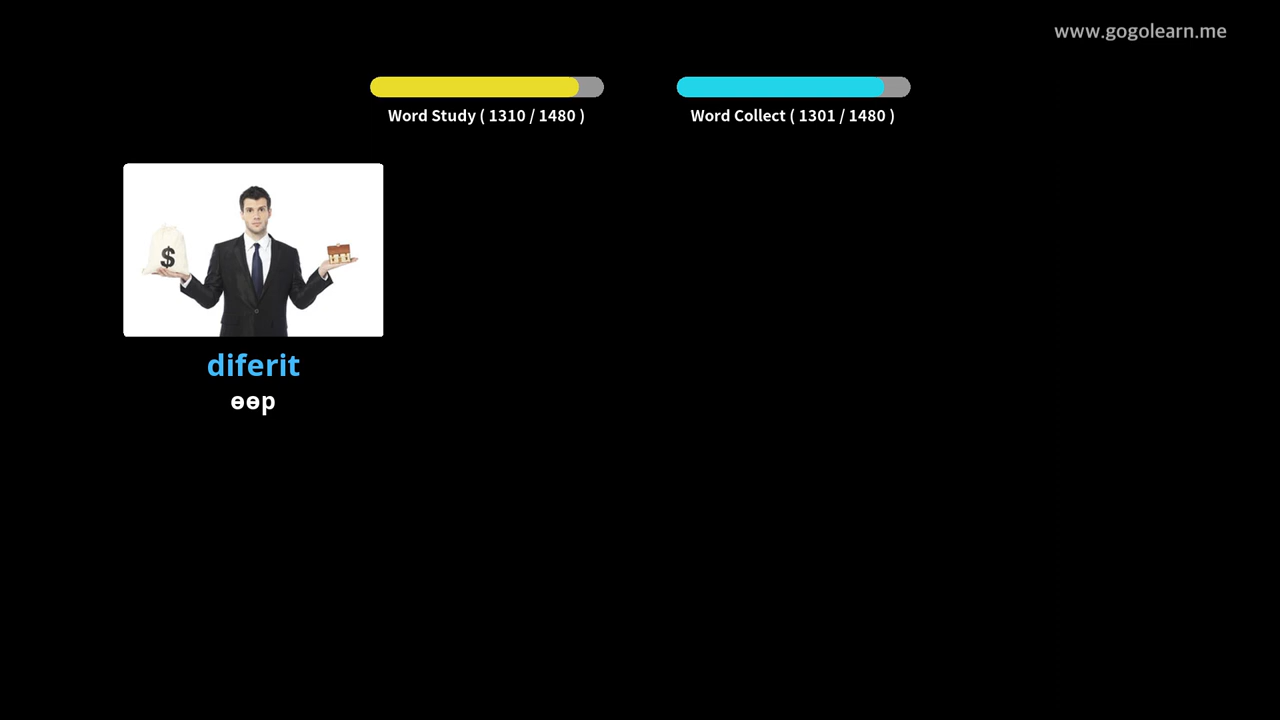 www.gogolearn.me
Word Study ( 1310 / 1480 )
Word Collect ( 1301 / 1480 )
$
diferit
өөр